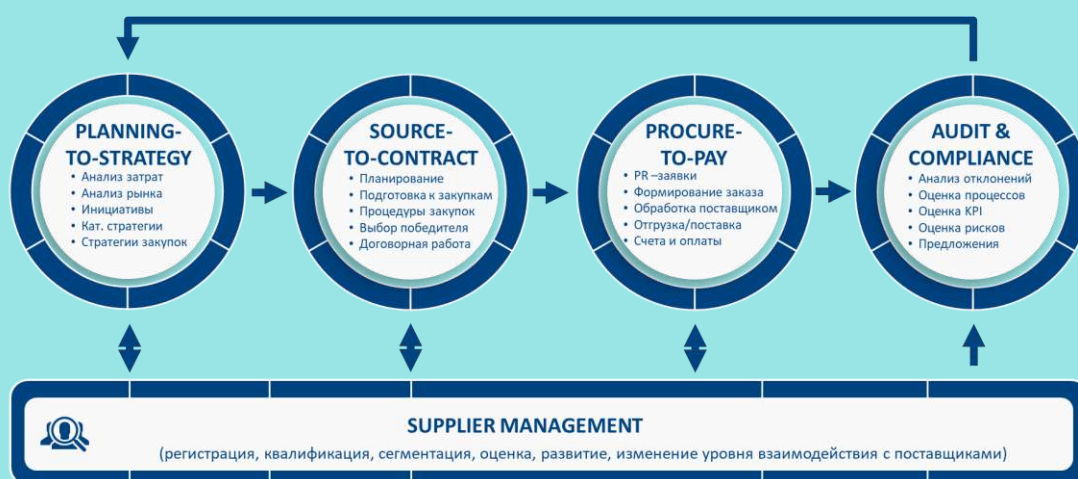 PLANNING-
TO-STRATEGY
• Анализ затрат
• Анализ рынка
• Инициативы
• Кат. стратегии
• Стратегии закупок
SOURCE-
TO-CONTRACT
• Планирование
• Подготовка к закупкам
• Процедуры закупок
• Выбор победителя
• Договорная работа
PROCURE-
TO-PAY
• PR –заявки
• Формирование заказа
• Обработка поставщиком
• Отгрузка/поставка
• Счета и оплаты
AUDIT &
COMPLIANCE
• Анализ отклонений
• Оценка процессов
• Оценка KPI
• Оценка рисков
• Предложения
SUPPLIER MANAGEMENT
(регистрация, квалификация, сегментация, оценка, развитие, изменение уровня взаимодействия с поставщиками)